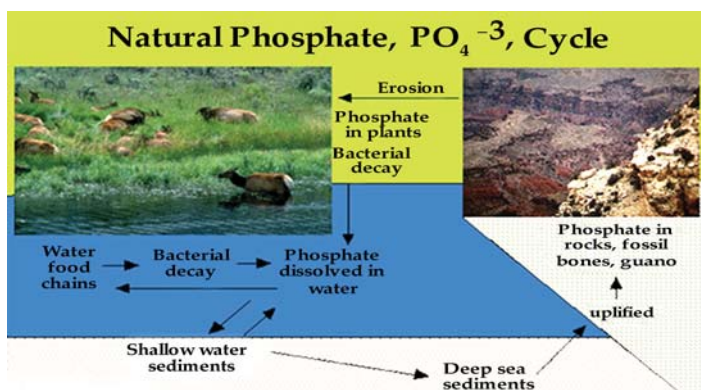 Natural Phosphate, PO₄ ⁻³, Cycle
Erosion
Phosphate
in plants
Bacterial
decay
Water
food
chains
Bacterial
decay
Phosphate
dissolved in
water
Phosphate in
rocks, fossil
bones, guano
uplified
Shallow water
sediments
Deep sea
sediments